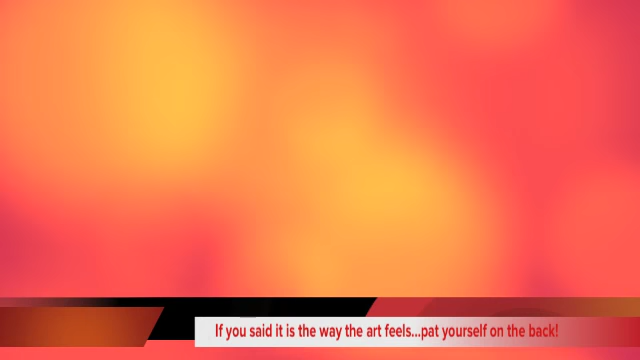 If you said it is the way the art feels...pat yourself on the back!